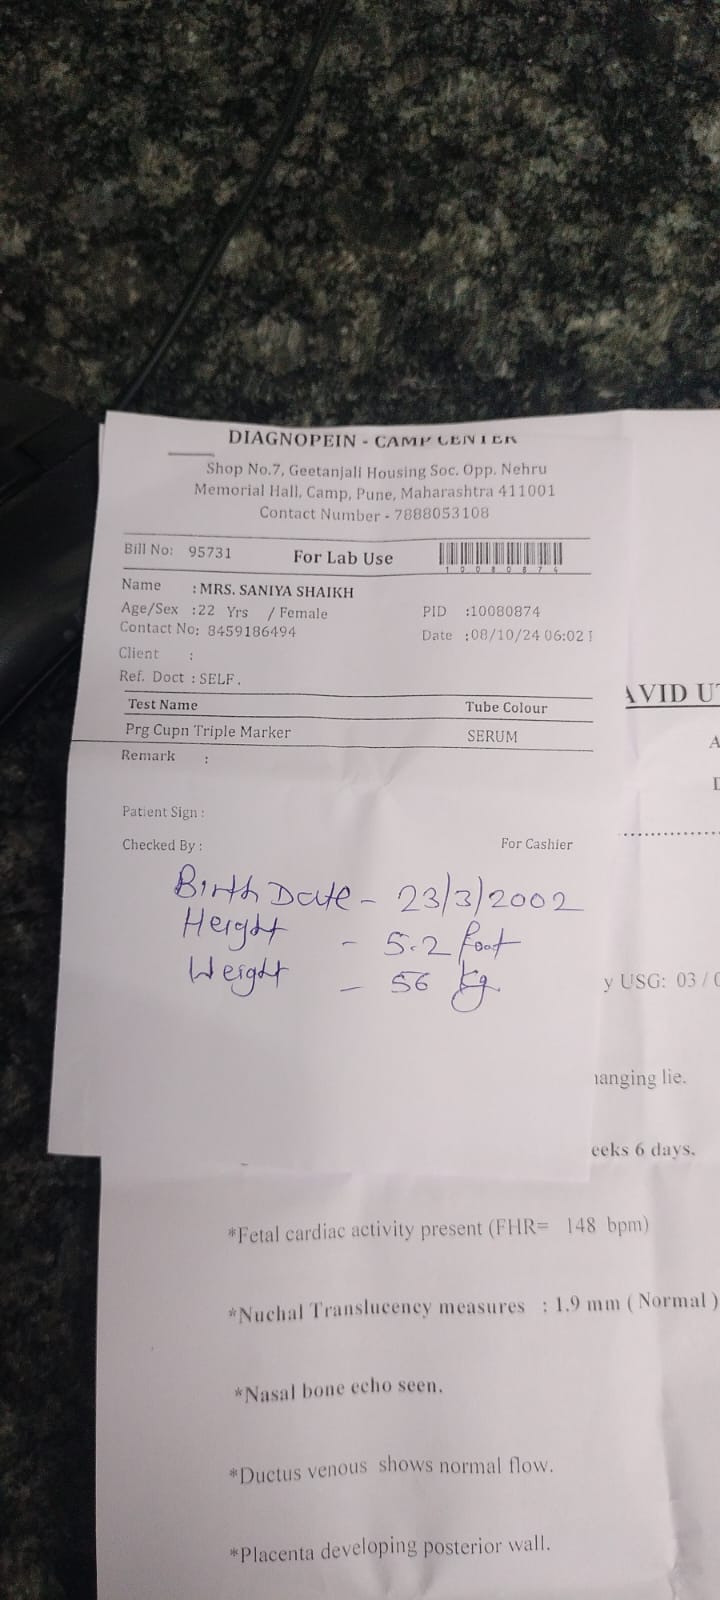 DIAGNOPEIN - CAMP CENTER
Shop No.7, Geetanjali Housing Soc. Opp. Nehru
Memorial Hall, Camp, Pune, Maharashtra 411001
Contact Number - 7888053108
Bill No: 95731 For Lab Use
10080874
Name : MRS. SANIYA SHAIKH
Age/Sex : 22 Yrs / Female PID : 10080874
Contact No: 8459186494 Date : 08/10/24 06:02
Client :
Ref. Doct : SELF.
Test Name Tube Colour
Prg Cupn Triple Marker SERUM
Remark :
Patient Sign :
Checked By : For Cashier
Birth Date - 23/3/2002
Height - 5.2 foot
Weight - 56 kg.
AVID UT
y USG: 03 / 0
hanging lie.
eeks 6 days.
*Fetal cardiac activity present (FHR= 148 bpm)
*Nuchal Translucency measures : 1.9 mm ( Normal )
*Nasal bone echo seen.
*Ductus venous shows normal flow.
*Placenta developing posterior wall.